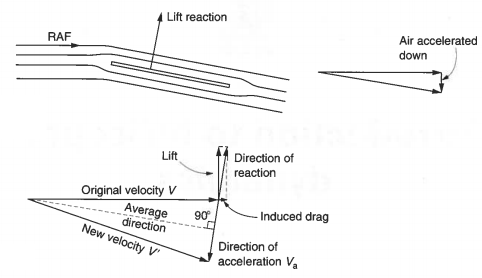 Lift reaction
RAF
Air accelerated
down
Lift
Direction of
reaction
Original velocity V
Average
direction
90°
Induced drag
New velocity V'
Direction of
acceleration Va